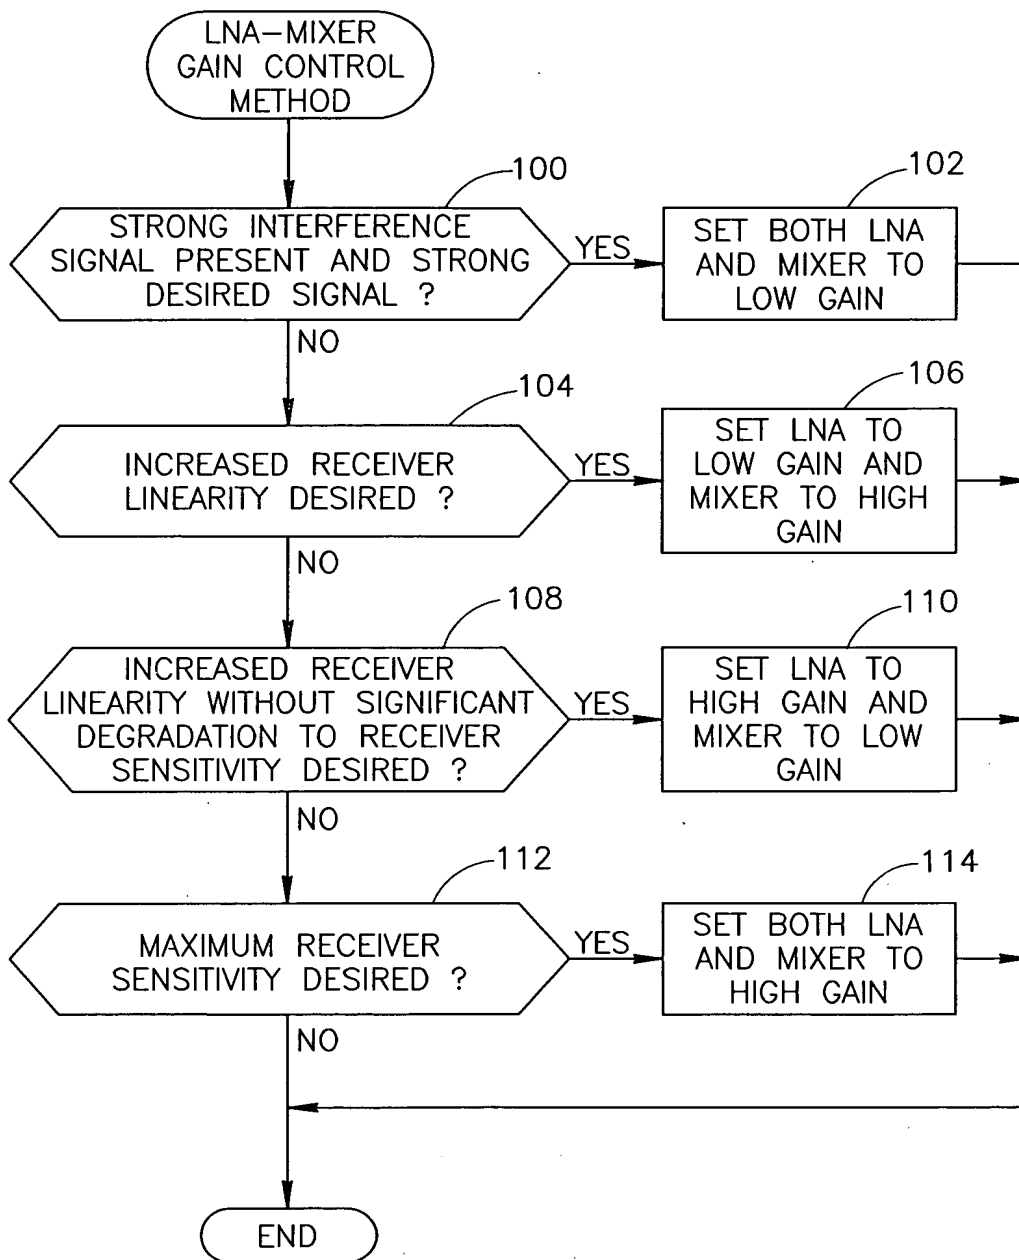 LNA-MIXER
GAIN CONTROL
METHOD
100
STRONG INTERFERENCE
SIGNAL PRESENT AND STRONG
DESIRED SIGNAL ?
YES
102
SET BOTH LNA
AND MIXER TO
LOW GAIN
NO
104
INCREASED RECEIVER
LINEARITY DESIRED ?
YES
106
SET LNA TO
LOW GAIN AND
MIXER TO HIGH
GAIN
NO
108
INCREASED RECEIVER
LINEARITY WITHOUT SIGNIFICANT
DEGRADATION TO RECEIVER
SENSITIVITY DESIRED ?
YES
110
SET LNA TO
HIGH GAIN AND
MIXER TO LOW
GAIN
NO
112
MAXIMUM RECEIVER
SENSITIVITY DESIRED ?
YES
114
SET BOTH LNA
AND MIXER TO
HIGH GAIN
NO
END